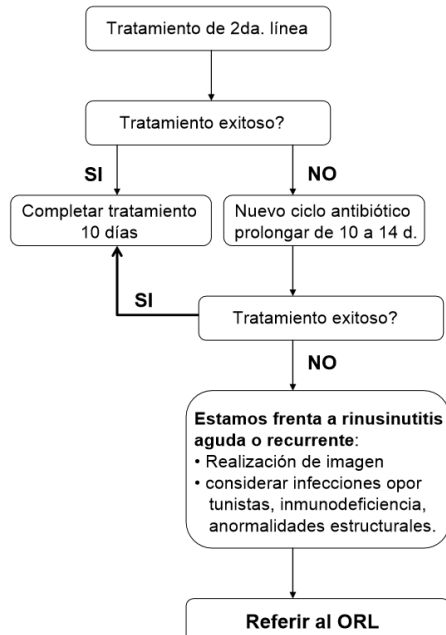 Tratamiento de 2da. línea
Tratamiento exitoso?
SI
NO
Completar tratamiento
10 días
Nuevo ciclo antibiótico
prolongar de 10 a 14 d.
SI
Tratamiento exitoso?
NO
Estamos frente a rinusinutitis
aguda o recurrente:
• Realización de imagen
• considerar infecciones opor
tunistas, inmunodeficiencia,
anormalidades estructurales.
Referir al ORL